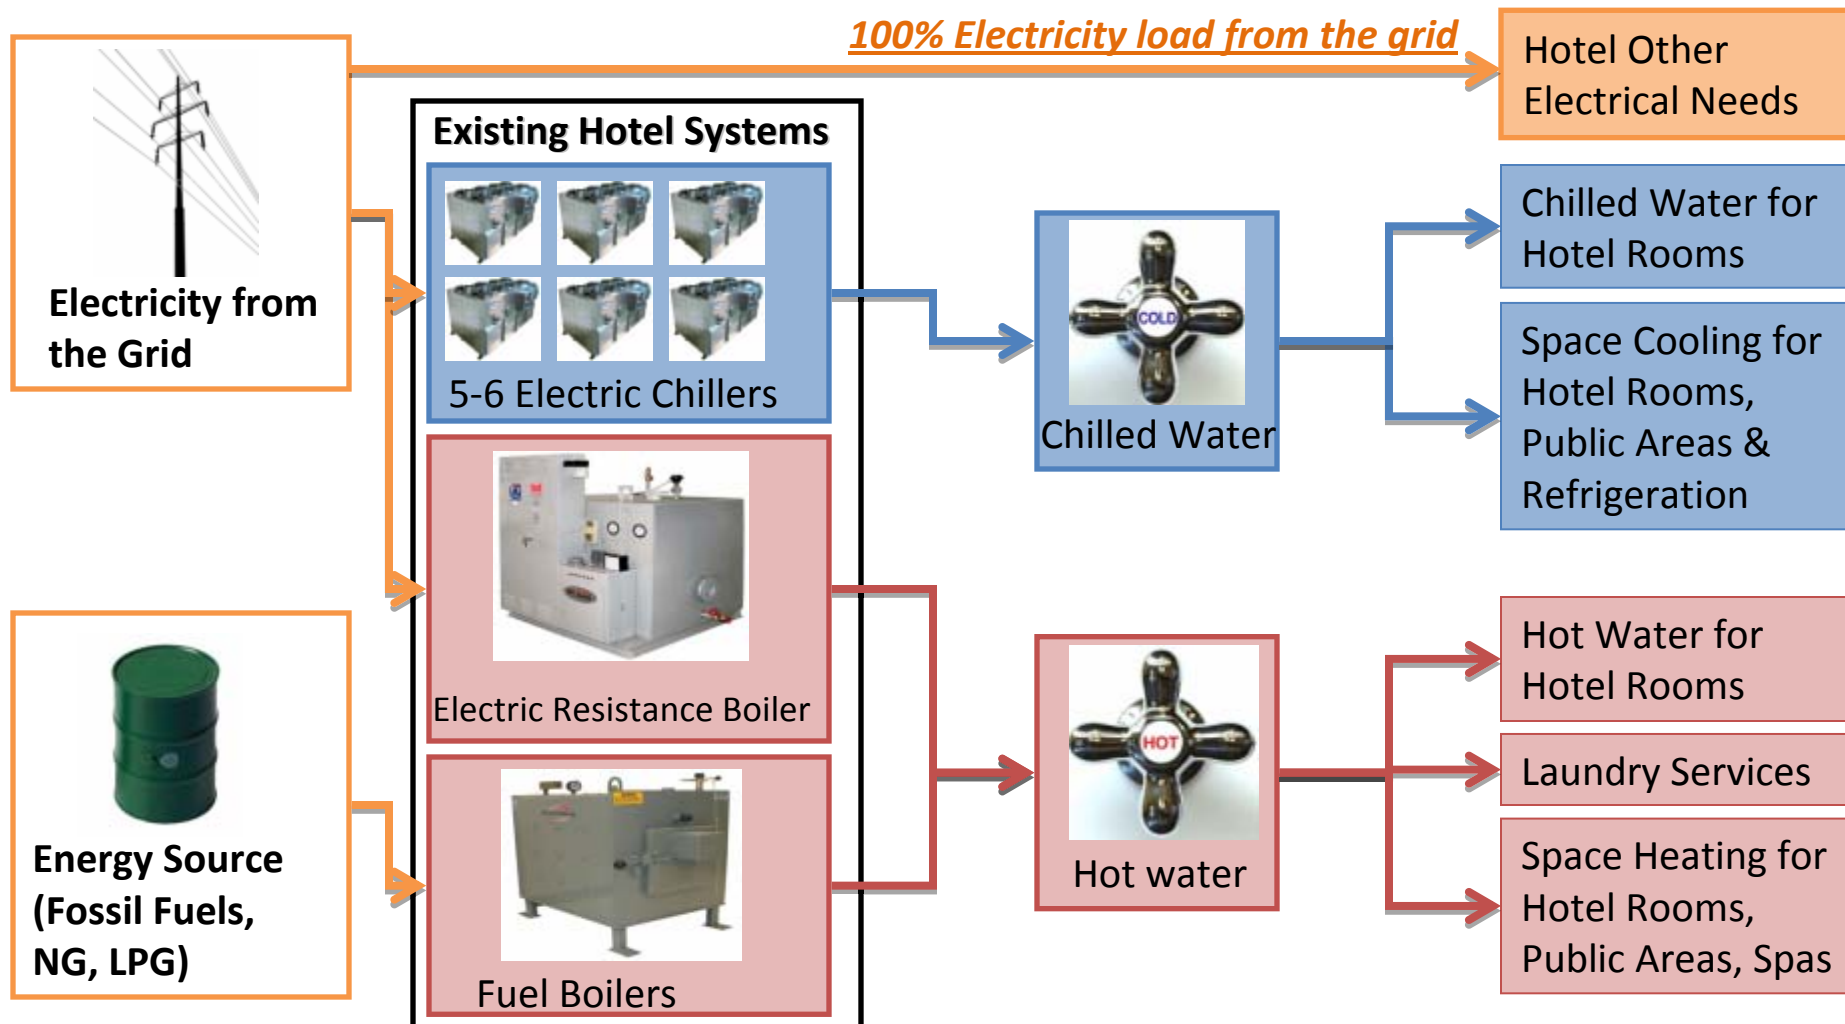 100% Electricity load from the grid
Hotel Other
Electrical Needs
Electricity from
the Grid
Existing Hotel Systems
5-6 Electric Chillers
COLD
Chilled Water
Chilled Water for
Hotel Rooms
Space Cooling for
Hotel Rooms,
Public Areas &
Refrigeration
Electric Resistance Boiler
Energy Source
(Fossil Fuels,
NG, LPG)
Fuel Boilers
HOT
Hot water
Hot Water for
Hotel Rooms
Laundry Services
Space Heating for
Hotel Rooms,
Public Areas, Spas